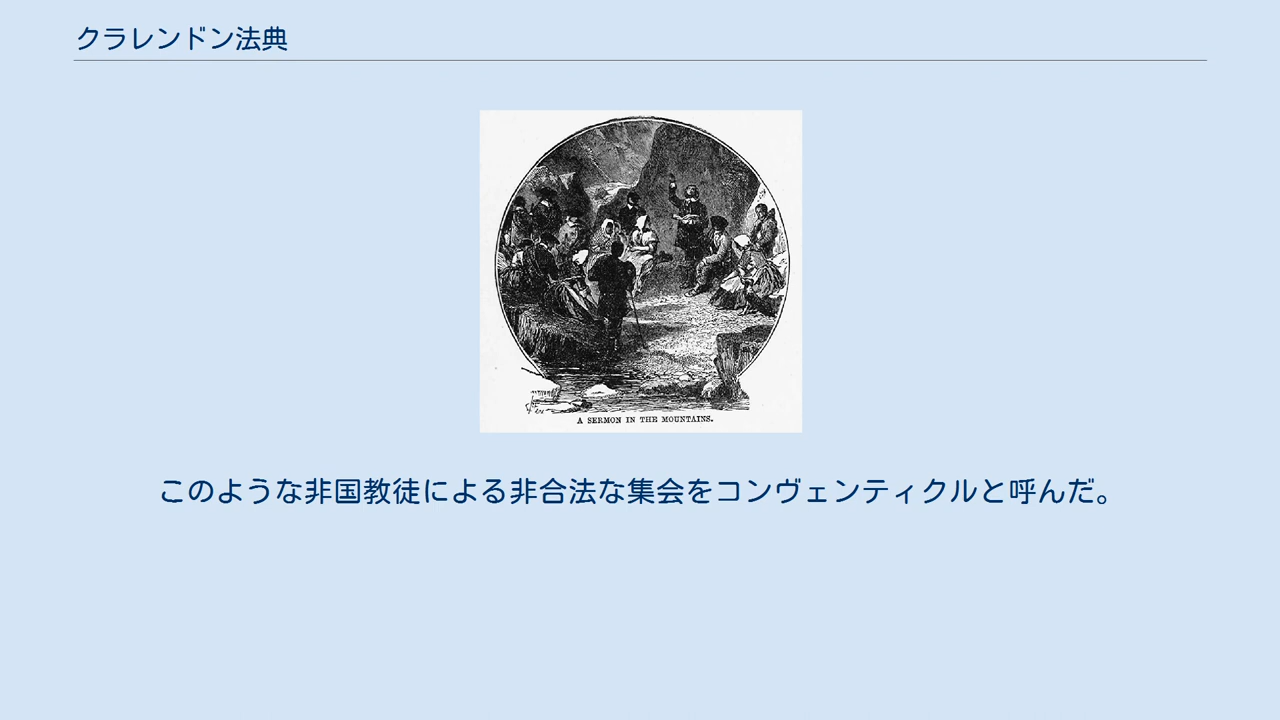 クラレンドン法典
A SERMON IN THE MOUNTAINS.
このような非国教徒による非合法な集会をコンヴェンティクルと呼んだ。